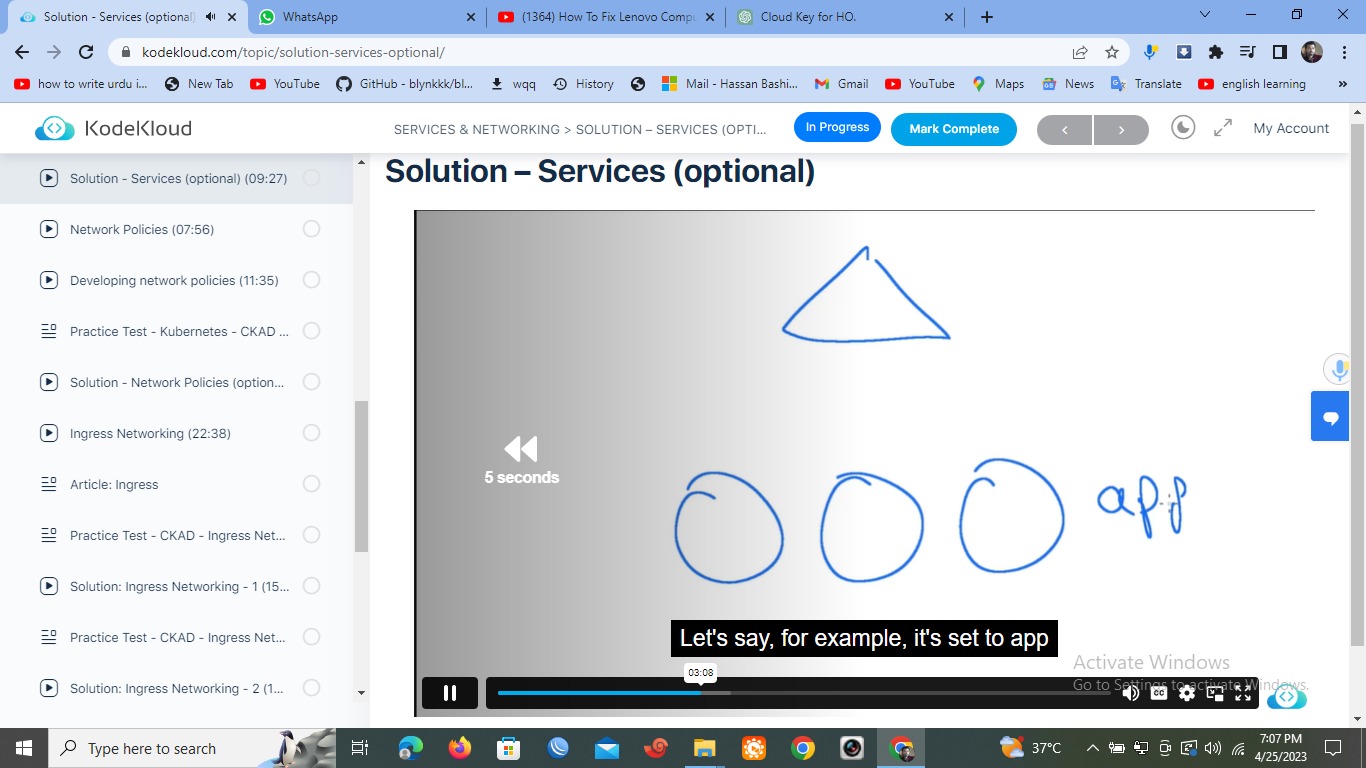 Solution - Services (optional)
WhatsApp
(1364) How To Fix Lenovo Compu
Cloud Key for HO.
kodekloud.com/topic/solution-services-optional/
how to write urdu i...
New Tab
YouTube
GitHub - blynkkk/bl...
wqq
History
Mail - Hassan Bashi...
Gmail
YouTube
Maps
News
Translate
english learning
»
KodeKloud
SERVICES & NETWORKING > SOLUTION – SERVICES (OPTI...
In Progress
Mark Complete
My Account
Solution - Services (optional) (09:27)
Network Policies (07:56)
Developing network policies (11:35)
Practice Test - Kubernetes - CKAD ...
Solution - Network Policies (option...
Ingress Networking (22:38)
Article: Ingress
Practice Test - CKAD - Ingress Net...
Solution: Ingress Networking - 1 (15...
Practice Test - CKAD - Ingress Net...
Solution: Ingress Networking - 2 (1...
Solution – Services (optional)
5 seconds
app
Let's say, for example, it's set to app
03:08
CC
Activate Windows
Go to Settings to activate Windows.
Type here to search
37°C
7:07 PM
4/25/2023